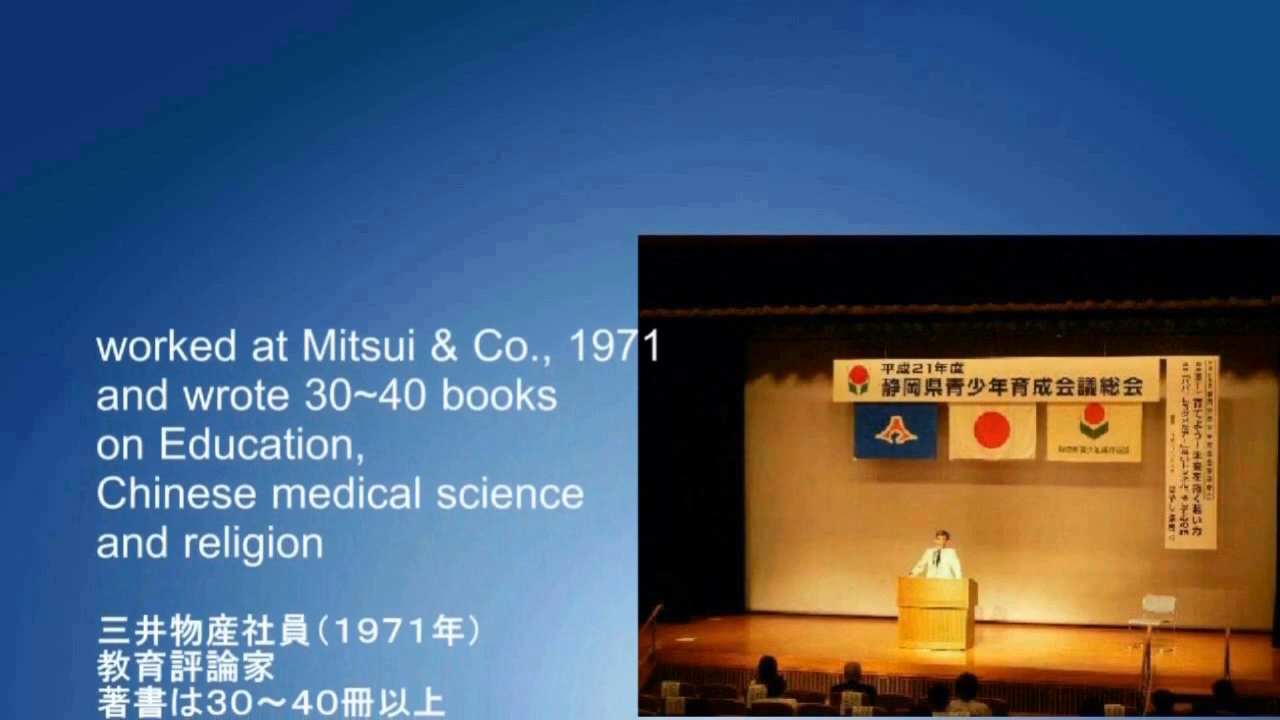 worked at Mitsui & Co., 1971
and wrote 30~40 books
on Education,
Chinese medical science
and religion
三井物産社員(1971年)
教育評論家
著書は30~40冊以上
平成21年度
静岡県青少年育成会議総会